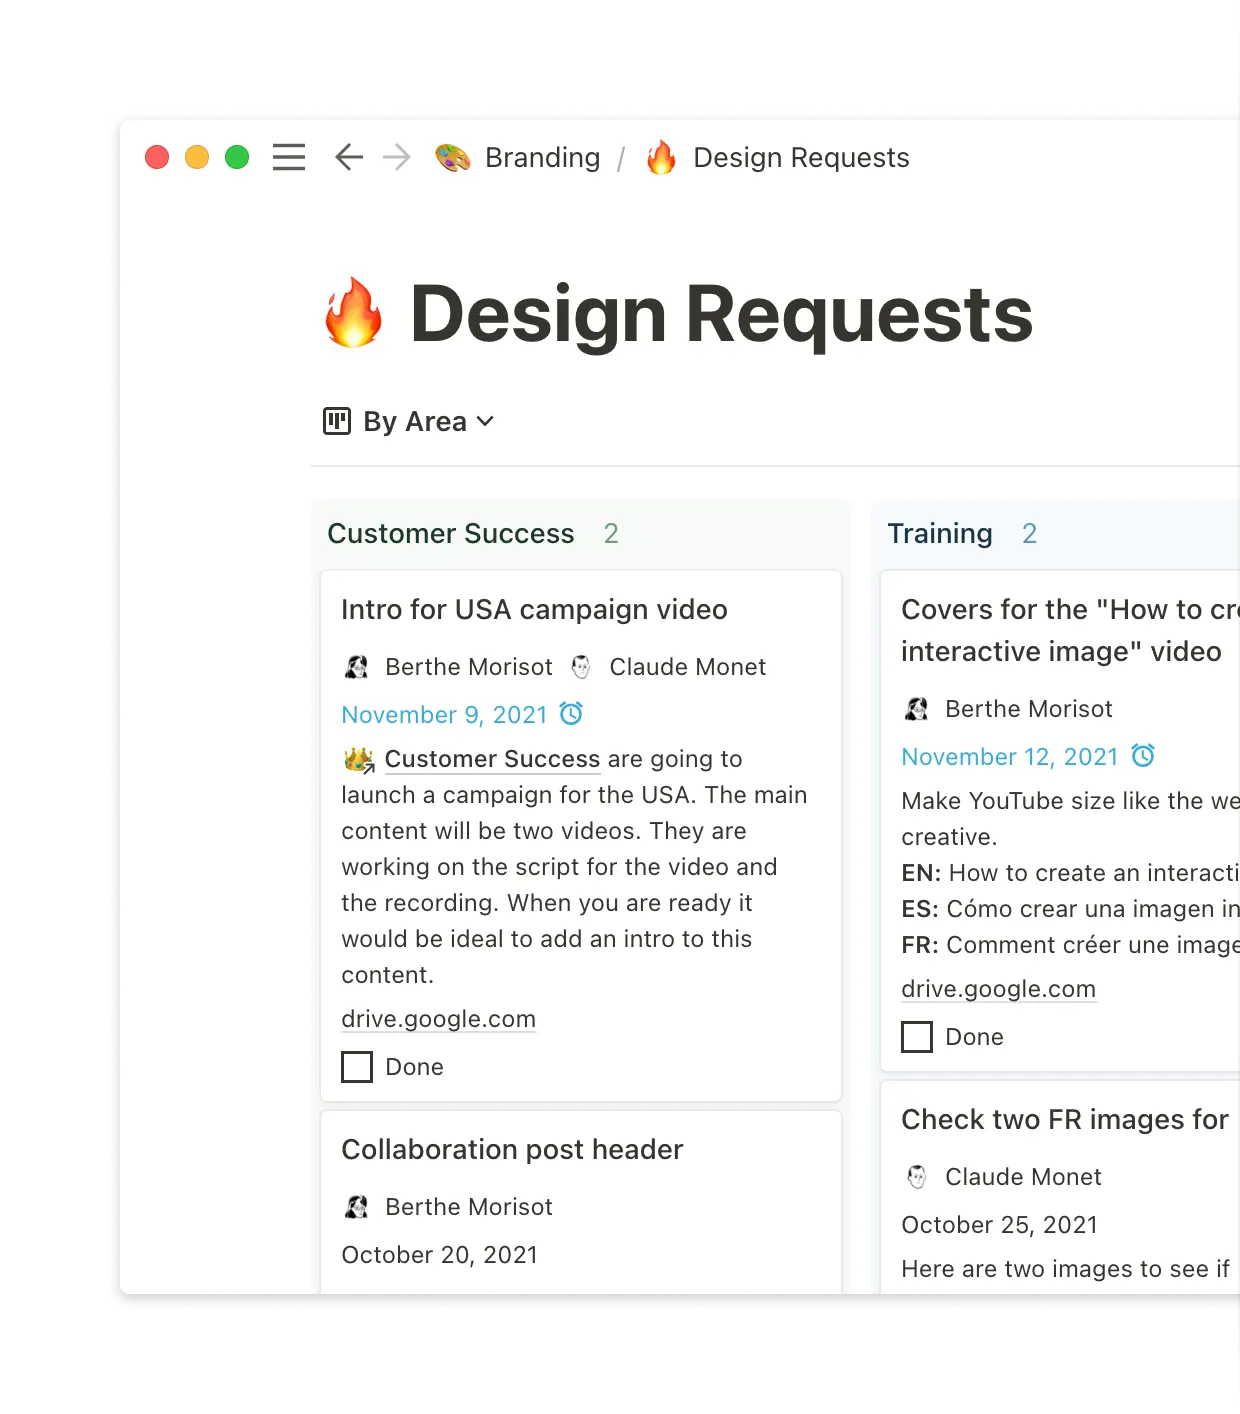 Branding / Design Requests
Design Requests
By Area
Customer Success 2
Intro for USA campaign video
Berthe Morisot Claude Monet
November 9, 2021
Customer Success are going to
launch a campaign for the USA. The main
content will be two videos. They are
working on the script for the video and
the recording. When you are ready it
would be ideal to add an intro to this
content.
drive.google.com
Done
Collaboration post header
Berthe Morisot
October 20, 2021
Training 2
Covers for the "How to
interactive image" video
Berthe Morisot
November 12, 2021
Make YouTube size like the
creative.
EN: How to create an
ES: Cómo crear una imagen
FR: Comment créer une
drive.google.com
Done
Check two FR images for
Claude Monet
October 25, 2021
Here are two images to see if